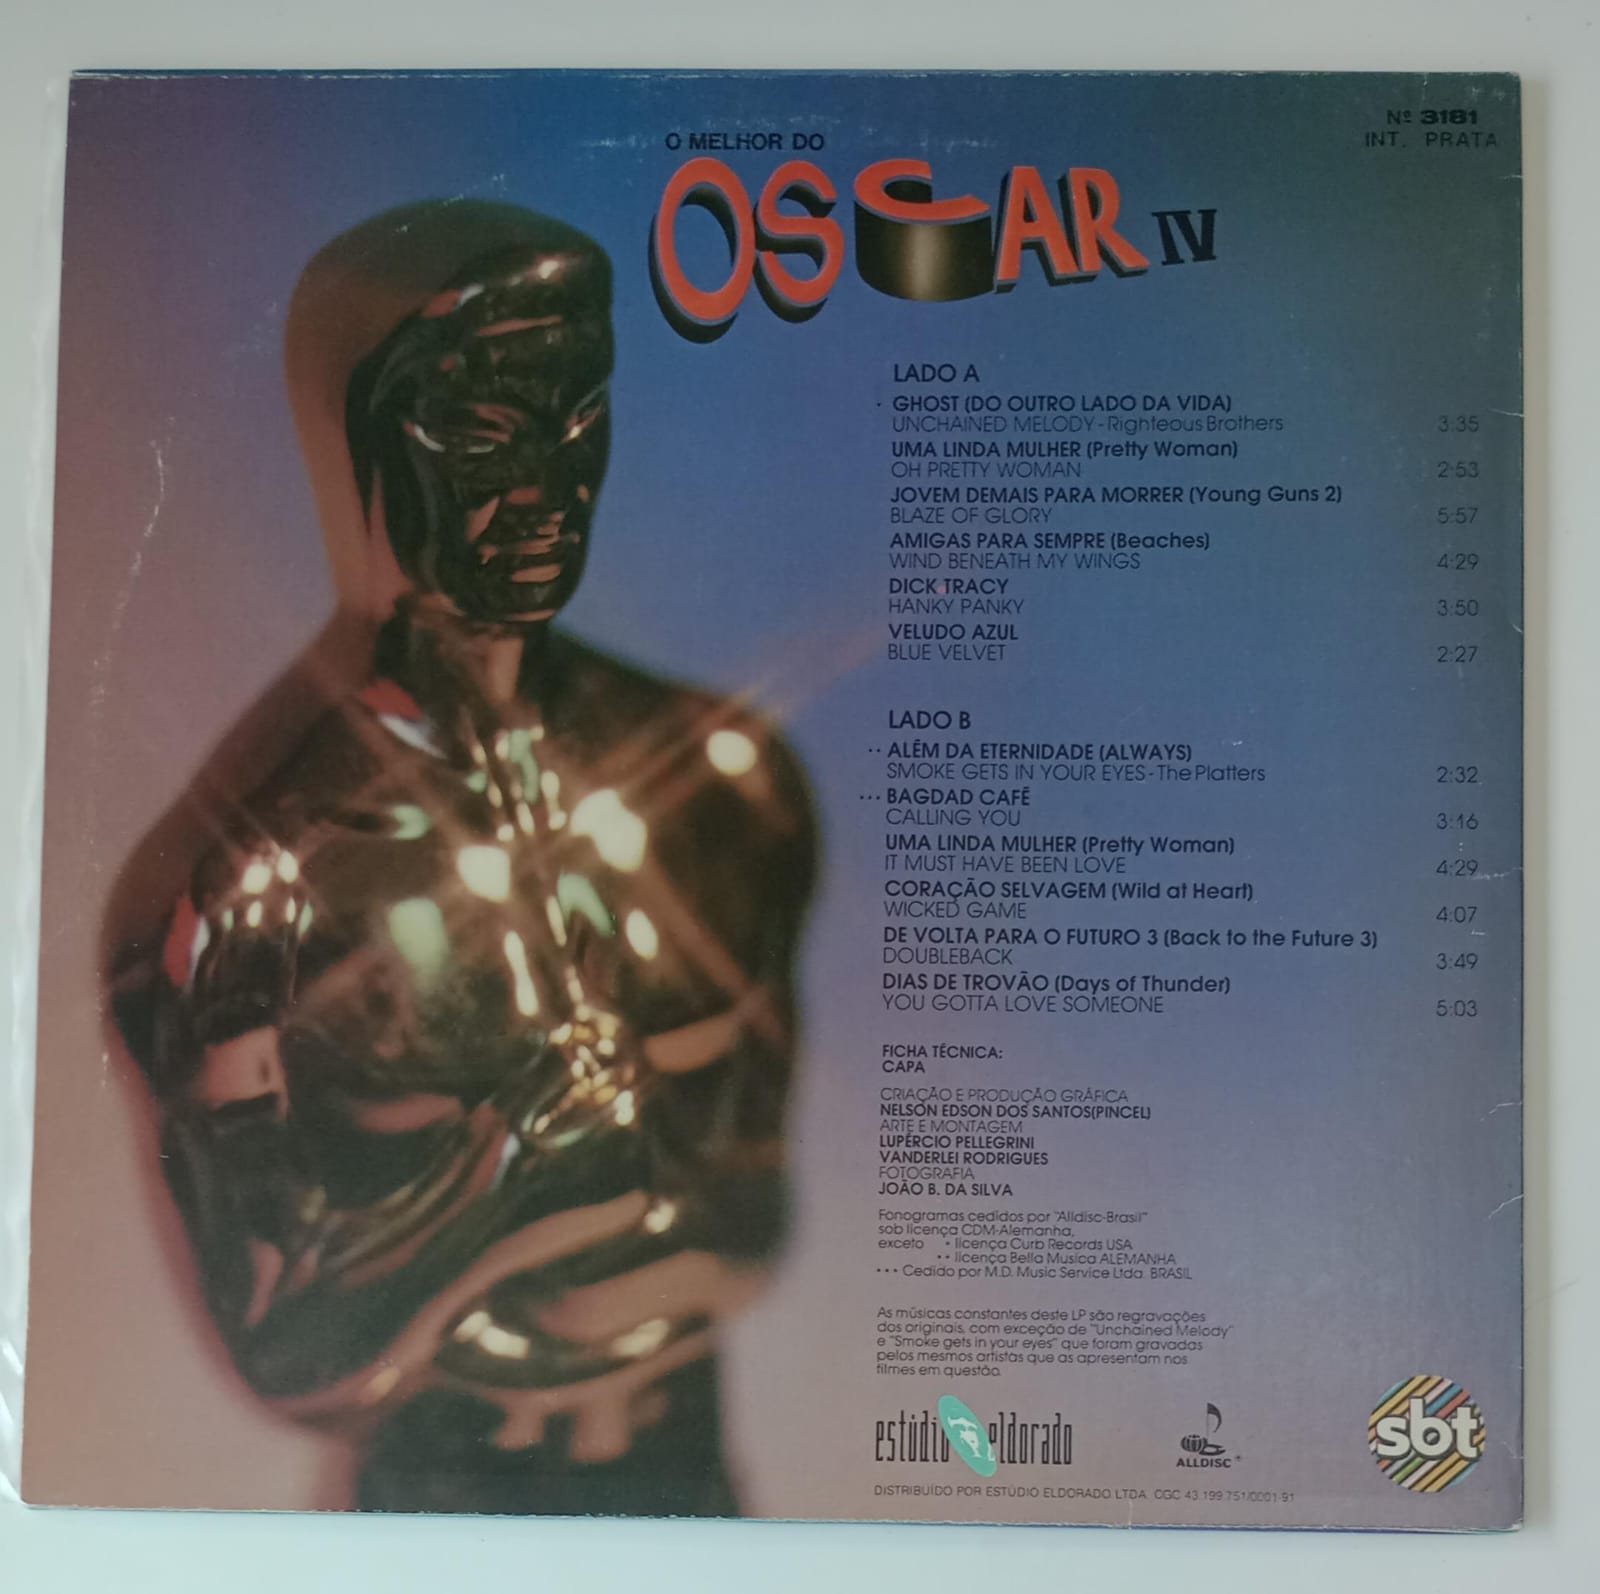 Nº 3181
INT. PRATA
O MELHOR DO
OSCAR IV
LADO A
· GHOST (DO OUTRO LADO DA VIDA)
UNCHAINED MELODY - Righteous Brothers 3:35
UMA LINDA MULHER (Pretty Woman)
OH PRETTY WOMAN 2:53
JOVEM DEMAIS PARA MORRER (Young Guns 2)
BLAZE OF GLORY 5:57
AMIGAS PARA SEMPRE (Beaches)
WIND BENEATH MY WINGS 4:29
DICK TRACY
HANKY PANKY 3:50
VELUDO AZUL
BLUE VELVET 2:27
LADO B
·· ALÉM DA ETERNIDADE (ALWAYS)
SMOKE GETS IN YOUR EYES - The Platters 2:32
··· BAGDAD CAFÉ
CALLING YOU 3:16
UMA LINDA MULHER (Pretty Woman)
IT MUST HAVE BEEN LOVE 4:29
CORAÇÃO SELVAGEM (Wild at Heart)
WICKED GAME 4:07
DE VOLTA PARA O FUTURO 3 (Back to the Future 3)
DOUBLEBACK 3:49
DIAS DE TROVÃO (Days of Thunder)
YOU GOTTA LOVE SOMEONE 5:03
FICHA TÉCNICA:
CAPA
CRIAÇÃO E PRODUÇÃO GRÁFICA
NELSON EDSON DOS SANTOS(PINCEL)
ARTE E MONTAGEM
LUPÉRCIO PELLEGRINI
VANDERLEI RODRIGUES
FOTOGRAFIA
JOÃO B. DA SILVA
Fonogramas cedidos por "Alldisc-Brasil"
sob licença CDM-Alemanha,
exceto · licença Curb Records USA
·· licença Bella Musica ALEMANHA
··· Cedido por M.D. Music Service Ltda. BRASIL
As músicas constantes deste LP são regravações
dos originais, com exceção de "Unchained Melody"
e "Smoke gets in your eyes" que foram gravadas
pelos mesmos artistas que as apresentam nos
filmes em questão.
estúdio eldorado
ALLDISC
sbt
DISTRIBUÍDO POR ESTÚDIO ELDORADO LTDA. CGC 43.199.751/0001-91